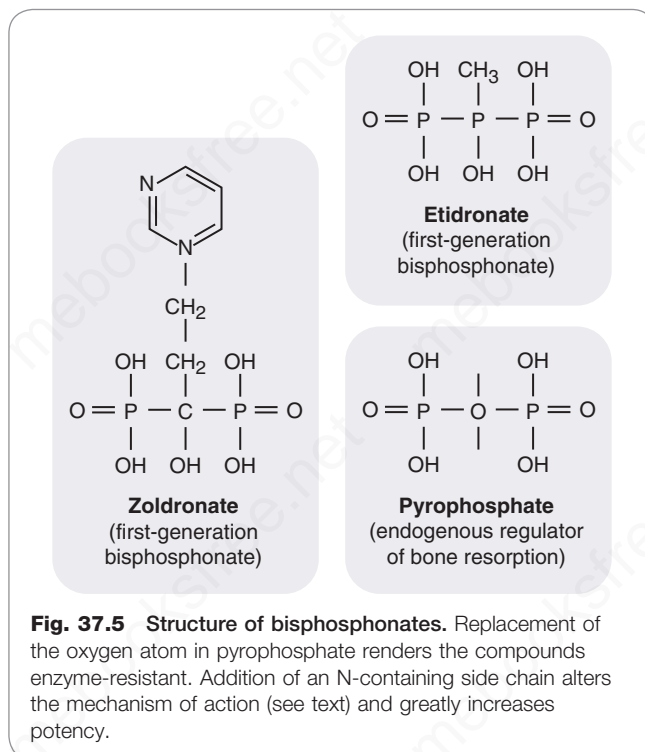 N
N
CH2
OH CH2 OH
O = P — C — P = O
OH OH OH
Zoldronate
(first-generation
bisphosphonate)
OH CH3 OH
O = P — P — P = O
OH OH OH
Etidronate
(first-generation
bisphosphonate)
OH OH
O = P — O — P = O
OH OH
Pyrophosphate
(endogenous regulator
of bone resorption)
Fig. 37.5 Structure of bisphosphonates. Replacement of
the oxygen atom in pyrophosphate renders the compounds
enzyme-resistant. Addition of an N-containing side chain alters
the mechanism of action (see text) and greatly increases
potency.
mebooksfree.net